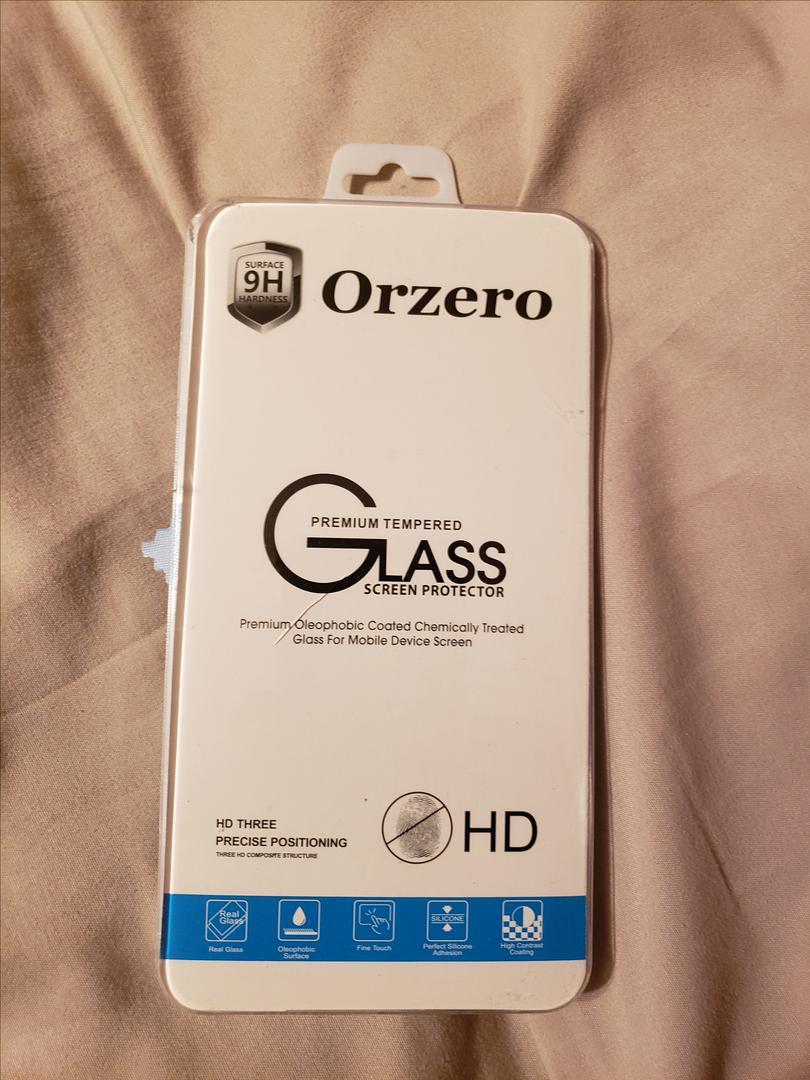 SURFACE
9H
HARDNESS
Orzero
PREMIUM TEMPERED
GLASS
SCREEN PROTECTOR
Premium Oleophobic Coated Chemically Treated
Glass For Mobile Device Screen
HD THREE
PRECISE POSITIONING
THREE HD COMPOSITE STRUCTURE
HD
Real
Glass
SILICONE
Real Glass
Oleophobic
Surface
Fine Touch
Perfect Silicone
Adhesion
High Contrast
Coating